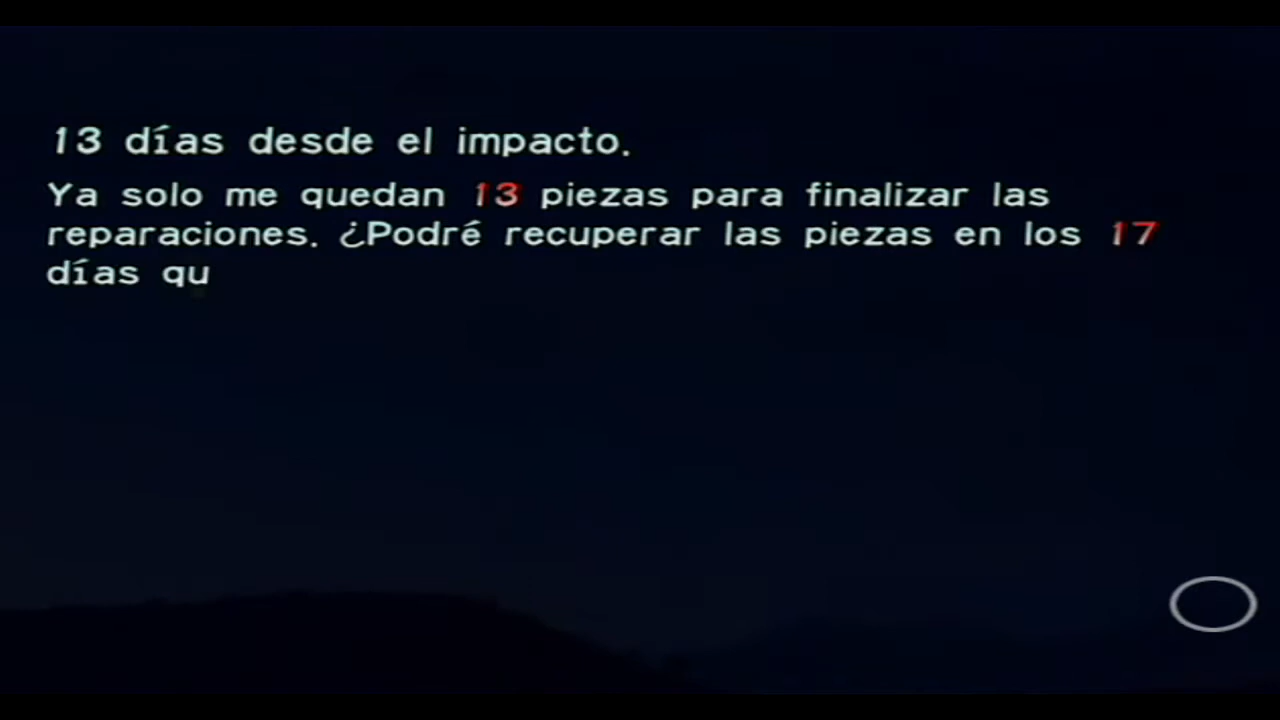 13 días desde el impacto.
Ya solo me quedan 13 piezas para finalizar las
reparaciones. ¿Podré recuperar las piezas en los 17
días qu